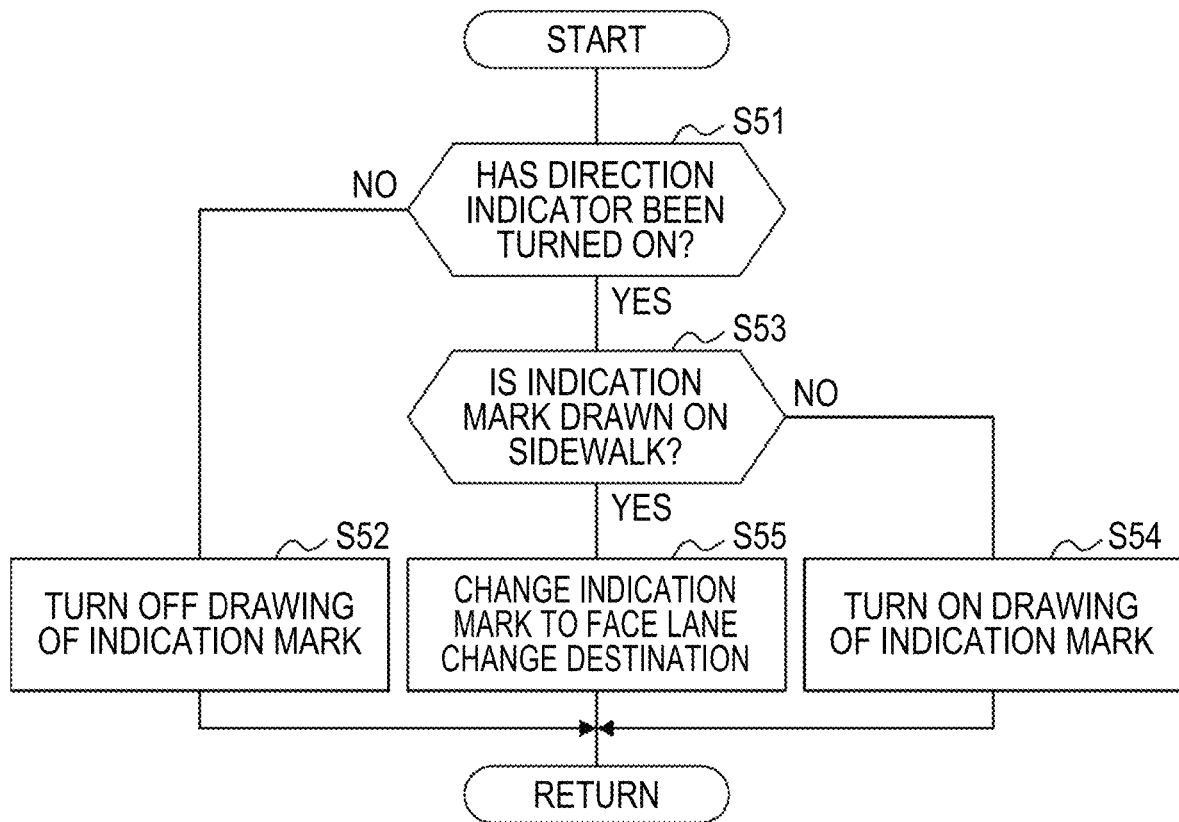 START
S51
HAS DIRECTION
INDICATOR BEEN
TURNED ON?
NO
YES
S53
IS INDICATION
MARK DRAWN ON
SIDEWALK?
NO
YES
S52
TURN OFF DRAWING
OF INDICATION MARK
S55
CHANGE INDICATION
MARK TO FACE LANE
CHANGE DESTINATION
S54
TURN ON DRAWING
OF INDICATION MARK
RETURN